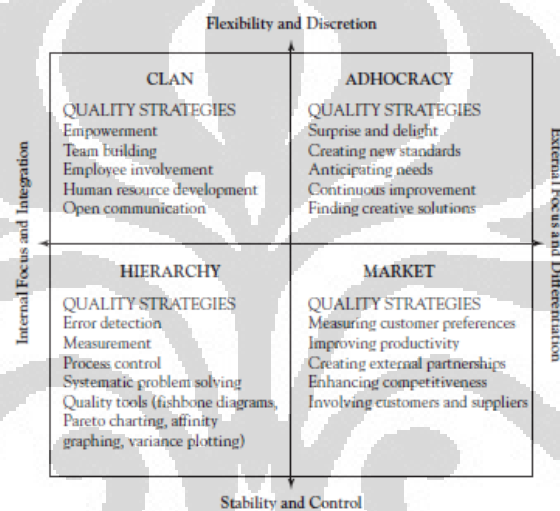 Flexibility and Discretion
CLAN
QUALITY STRATEGIES
Empowerment
Team building
Employee involvement
Human resource development
Open communication
ADHOCRACY
QUALITY STRATEGIES
Surprise and delight
Creating new standards
Anticipating needs
Continuous improvement
Finding creative solutions
Internal Focus and Integration
External Focus and Differentiation
HIERARCHY
QUALITY STRATEGIES
Error detection
Measurement
Process control
Systematic problem solving
Quality tools (fishbone diagrams,
Pareto charting, affinity
graphing, variance plotting)
MARKET
QUALITY STRATEGIES
Measuring customer preferences
Improving productivity
Creating external partnerships
Enhancing competitiveness
Involving customers and suppliers
Stability and Control